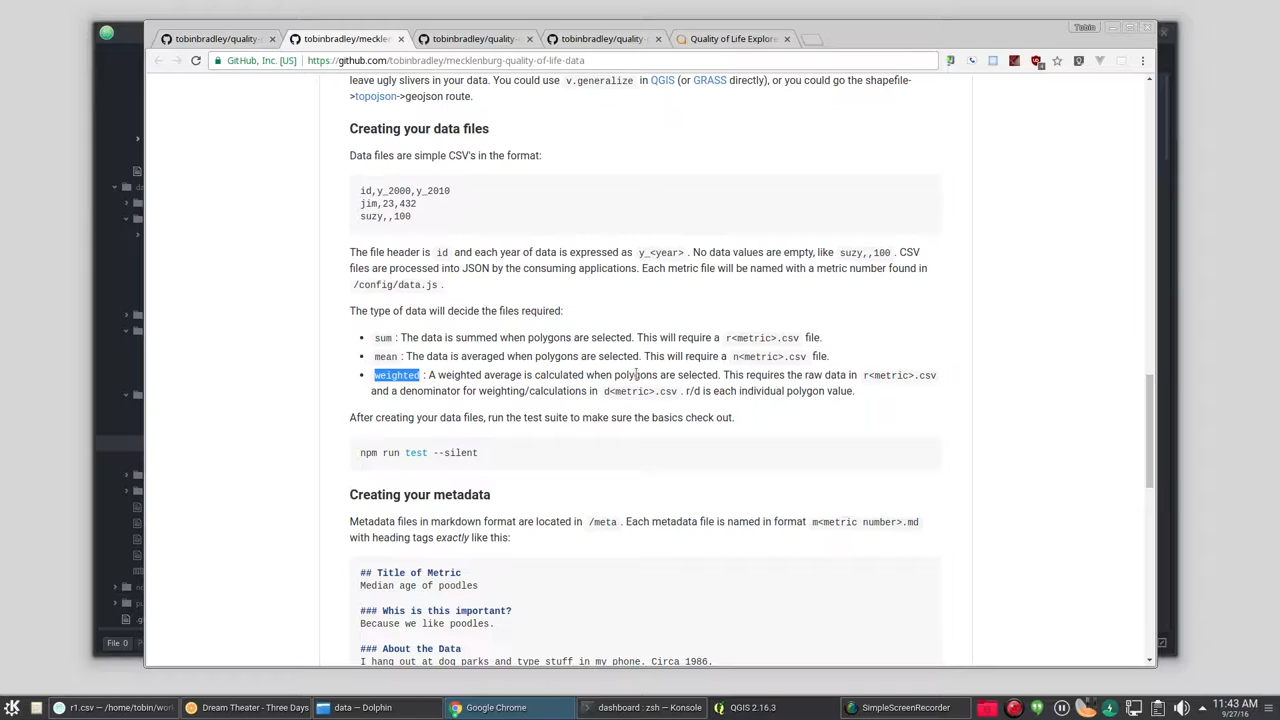 Tobin
tobinbradley/quality- × tobinbradley/meckler × tobinbradley/quality- × tobinbradley/quality- × Quality of Life Explor ×
GitHub, Inc. [US] https://github.com/tobinbradley/mecklenburg-quality-of-life-data
leave ugly slivers in your data. You could use v.generalize in QGIS (or GRASS directly), or you could go the shapefile-
>topojson->geojson route.
Creating your data files
Data files are simple CSV's in the format:
id,y_2000,y_2010
jim,23,432
suzy,,100
The file header is id and each year of data is expressed as y_<year> . No data values are empty, like suzy,,100 . CSV
files are processed into JSON by the consuming applications. Each metric file will be named with a metric number found in
/config/data.js .
The type of data will decide the files required:
• sum : The data is summed when polygons are selected. This will require a r<metric>.csv file.
• mean : The data is averaged when polygons are selected. This will require a n<metric>.csv file.
• weighted : A weighted average is calculated when polygons are selected. This requires the raw data in r<metric>.csv
and a denominator for weighting/calculations in d<metric>.csv . r/d is each individual polygon value.
After creating your data files, run the test suite to make sure the basics check out.
npm run test --silent
Creating your metadata
Metadata files in markdown format are located in /meta . Each metadata file is named in format m<metric number>.md
with heading tags exactly like this:
## Title of Metric
Median age of poodles
### Whis is this important?
Because we like poodles.
### About the Data
I hang out at dog parks and type stuff in my phone. Circa 1986.
File 0
r1.csv — /home/tobin/wor Dream Theater - Three Days data — Dolphin Google Chrome dashboard : zsh — Konsole QGIS 2.16.3 SimpleScreenRecorder 11:43 AM
9/27/16